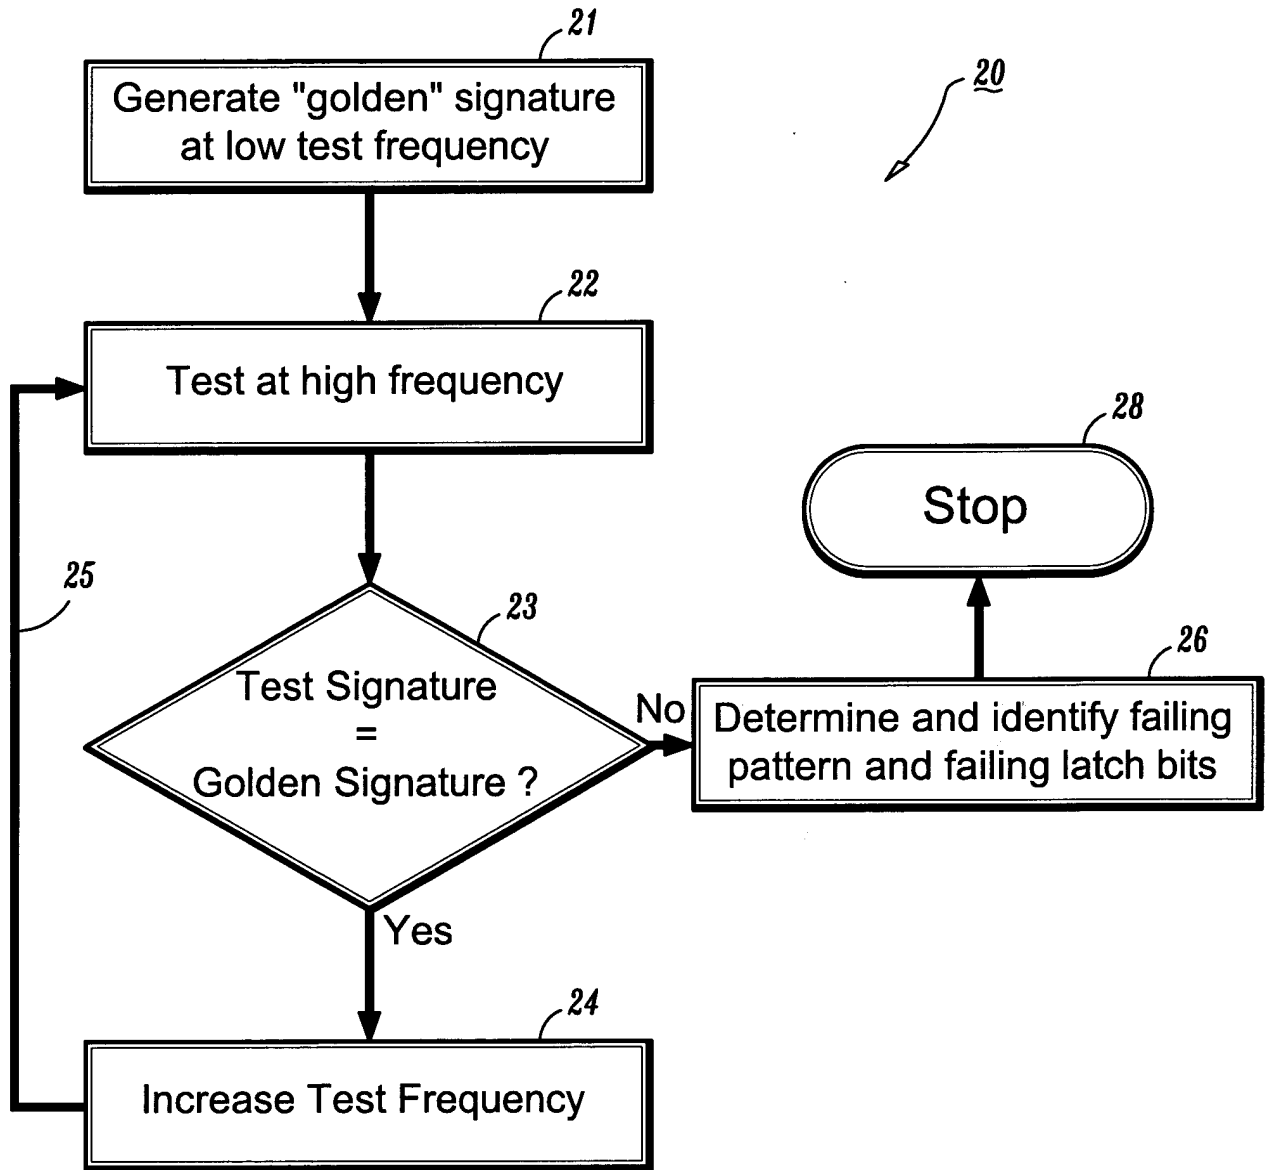 21
Generate "golden" signature
at low test frequency
20
22
Test at high frequency
28
Stop
25
23
Test Signature
=
Golden Signature ?
No
26
Determine and identify failing
pattern and failing latch bits
Yes
24
Increase Test Frequency